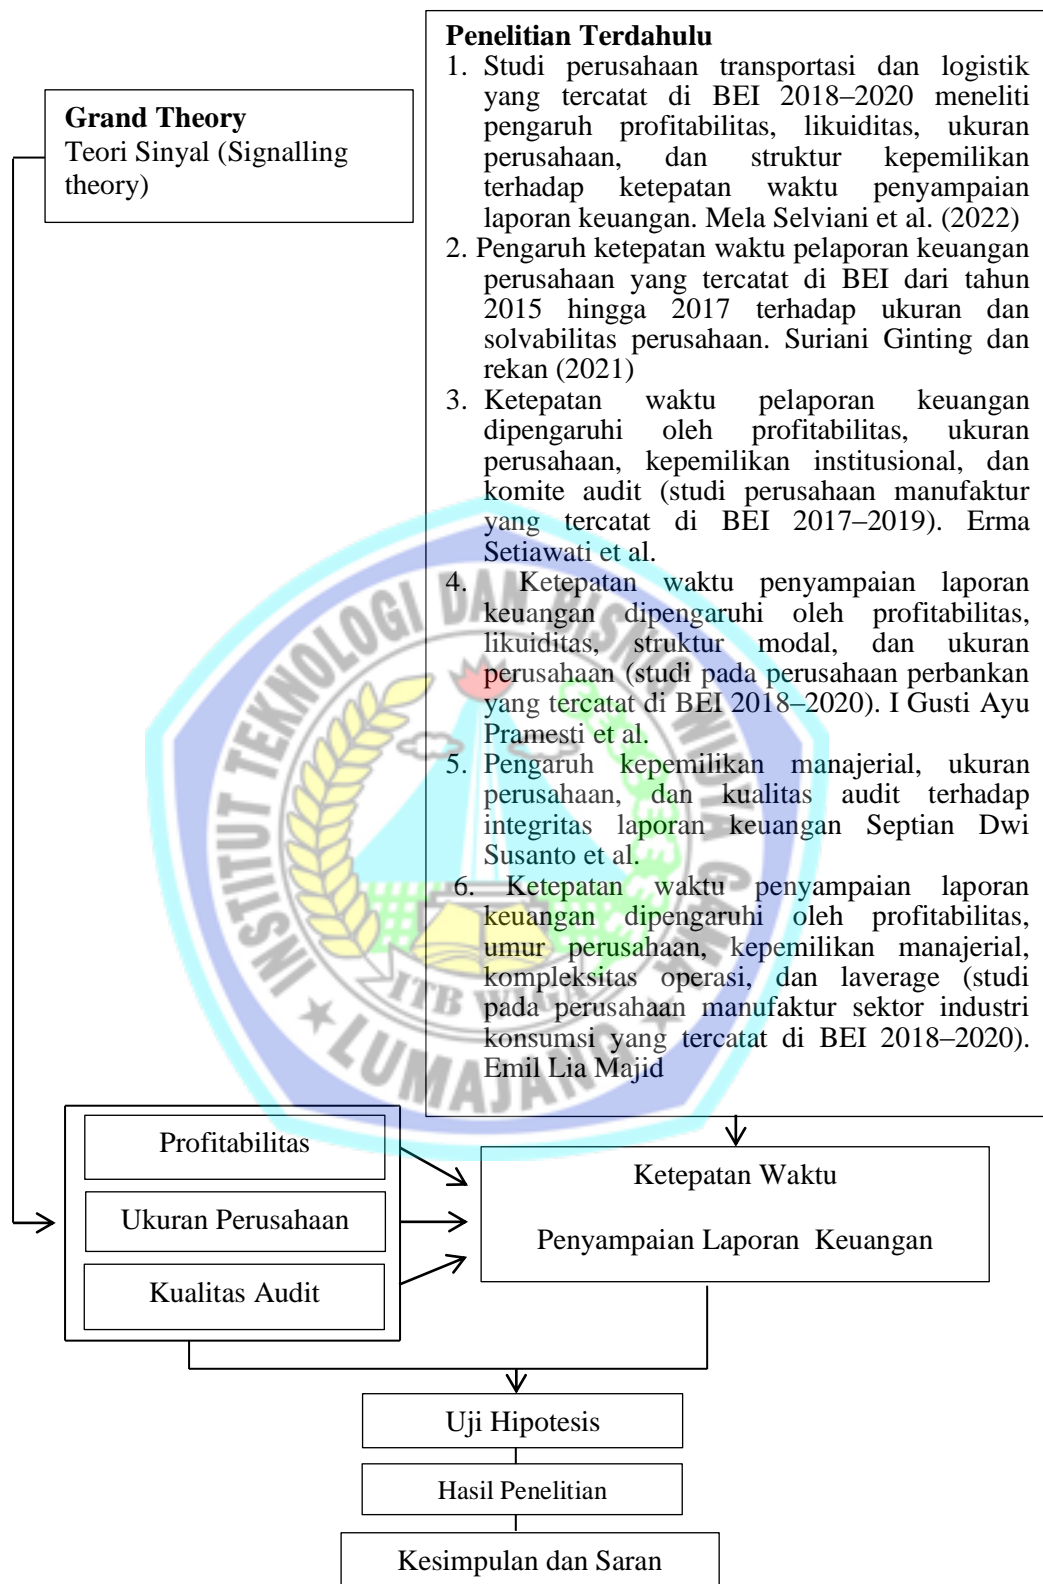 Grand Theory
Teori Sinyal (Signalling
theory)
Penelitian Terdahulu
1. Studi perusahaan transportasi dan logistik
yang tercatat di BEI 2018–2020 meneliti
pengaruh profitabilitas, likuiditas, ukuran
perusahaan, dan struktur kepemilikan
terhadap ketepatan waktu penyampaian
laporan keuangan. Mela Selviani et al. (2022)
2. Pengaruh ketepatan waktu pelaporan keuangan
perusahaan yang tercatat di BEI dari tahun
2015 hingga 2017 terhadap ukuran dan
solvabilitas perusahaan. Suriani Ginting dan
rekan (2021)
3. Ketepatan waktu pelaporan keuangan
dipengaruhi oleh profitabilitas, ukuran
perusahaan, kepemilikan institusional, dan
komite audit (studi perusahaan manufaktur
yang tercatat di BEI 2017–2019). Erma
Setiawati et al.
4. Ketepatan waktu penyampaian laporan
keuangan dipengaruhi oleh profitabilitas,
likuiditas, struktur modal, dan ukuran
perusahaan (studi pada perusahaan perbankan
yang tercatat di BEI 2018–2020). I Gusti Ayu
Pramesti et al.
5. Pengaruh kepemilikan manajerial, ukuran
perusahaan, dan kualitas audit terhadap
integritas laporan keuangan Septian Dwi
Susanto et al.
6. Ketepatan waktu penyampaian laporan
keuangan dipengaruhi oleh profitabilitas,
umur perusahaan, kepemilikan manajerial,
kompleksitas operasi, dan laverage (studi
pada perusahaan manufaktur sektor industri
konsumsi yang tercatat di BEI 2018–2020).
Emil Lia Majid
INSTITUT TEKNOLOGI DAN BISNIS WIDYA GAMA
ITB WIGA
LUMAJANG
Profitabilitas
Ukuran Perusahaan
Kualitas Audit
Ketepatan Waktu
Penyampaian Laporan Keuangan
Uji Hipotesis
Hasil Penelitian
Kesimpulan dan Saran